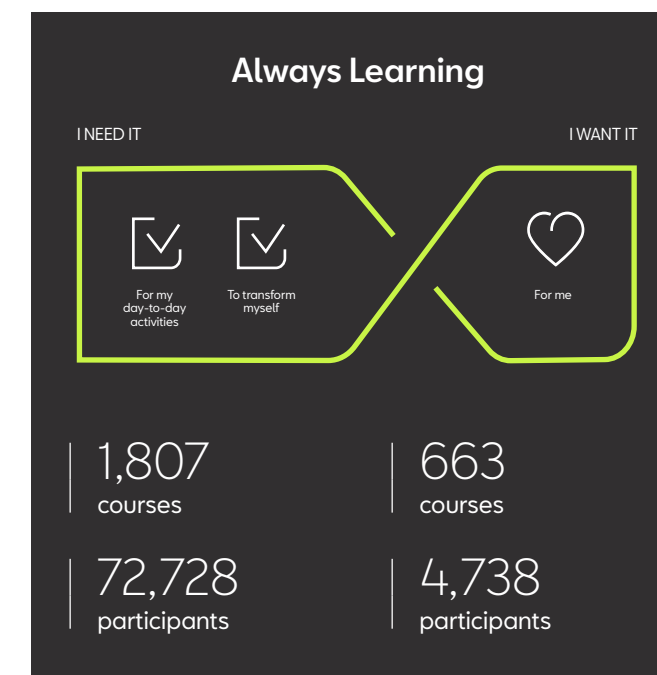 Always Learning
I NEED IT
I WANT IT
For my
day-to-day
activities
To transform
myself
For me
1,807
courses
663
courses
72,728
participants
4,738
participants